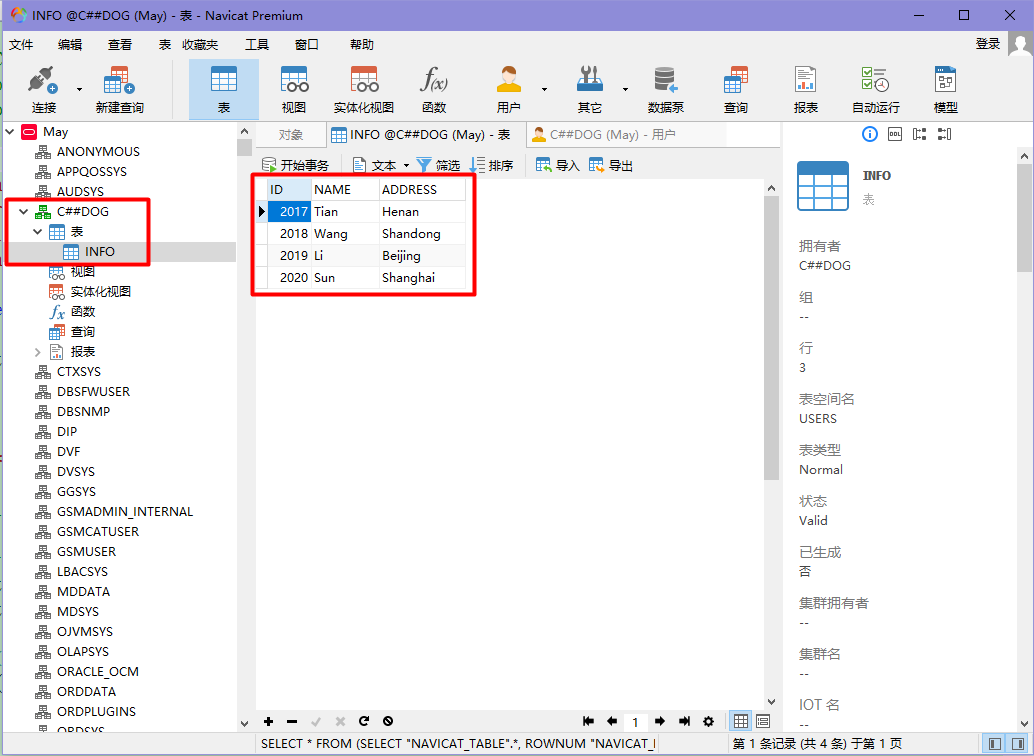 INFO @C##DOG (May) - 表 - Navicat Premium
文件 编辑 查看 表 收藏夹 工具 窗口 帮助 登录
连接 新建查询 表 视图 实体化视图 函数 用户 其它 数据泵 查询 报表 自动运行 模型
对象 INFO @C##DOG (May) - 表 C##DOG (May) - 用户
开始事务 文本 筛选 排序 导入 导出
May
ANONYMOUS
APPQOSSYS
AUDSYS
C##DOG
表
INFO
视图
实体化视图
函数
查询
报表
CTXSYS
DBSFWUSER
DBSNMP
DIP
DVF
DVSYS
GGSYS
GSMADMIN_INTERNAL
GSMCATUSER
GSMUSER
LBACSYS
MDDATA
MDSYS
OJVMSYS
OLAPSYS
ORACLE_OCM
ORDDATA
ORDPLUGINS
ORDSYS
ID NAME ADDRESS
2017 Tian Henan
2018 Wang Shandong
2019 Li Beijing
2020 Sun Shanghai
DDL
INFO
表
拥有者
C##DOG
组
--
行
3
表空间名
USERS
表类型
Normal
状态
Valid
已生成
否
集群拥有者
--
集群名
--
IOT 名
--
1
SELECT * FROM (SELECT "NAVICAT_TABLE".*, ROWNUM "NAVICAT_
第 1 条记录 (共 4 条) 于第 1 页